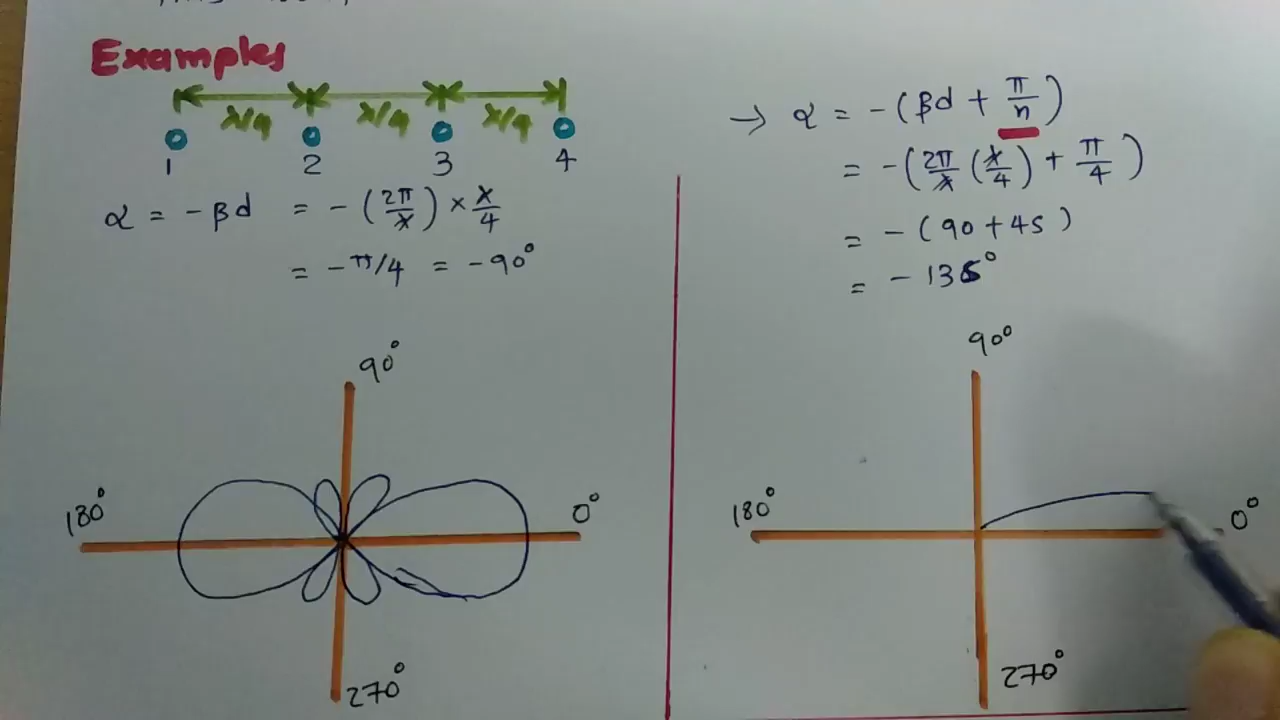 Examples
λ/4 λ/4 λ/4
1 2 3 4
α = - βd = - (2π/λ) × λ/4
= - π/4 = - 90°
90°
180° 0°
270°
→ α = - (βd + π/n)
= - (2π/λ (λ/4) + π/4)
= - (90 + 45)
= - 135°
90°
180° 0°
270°